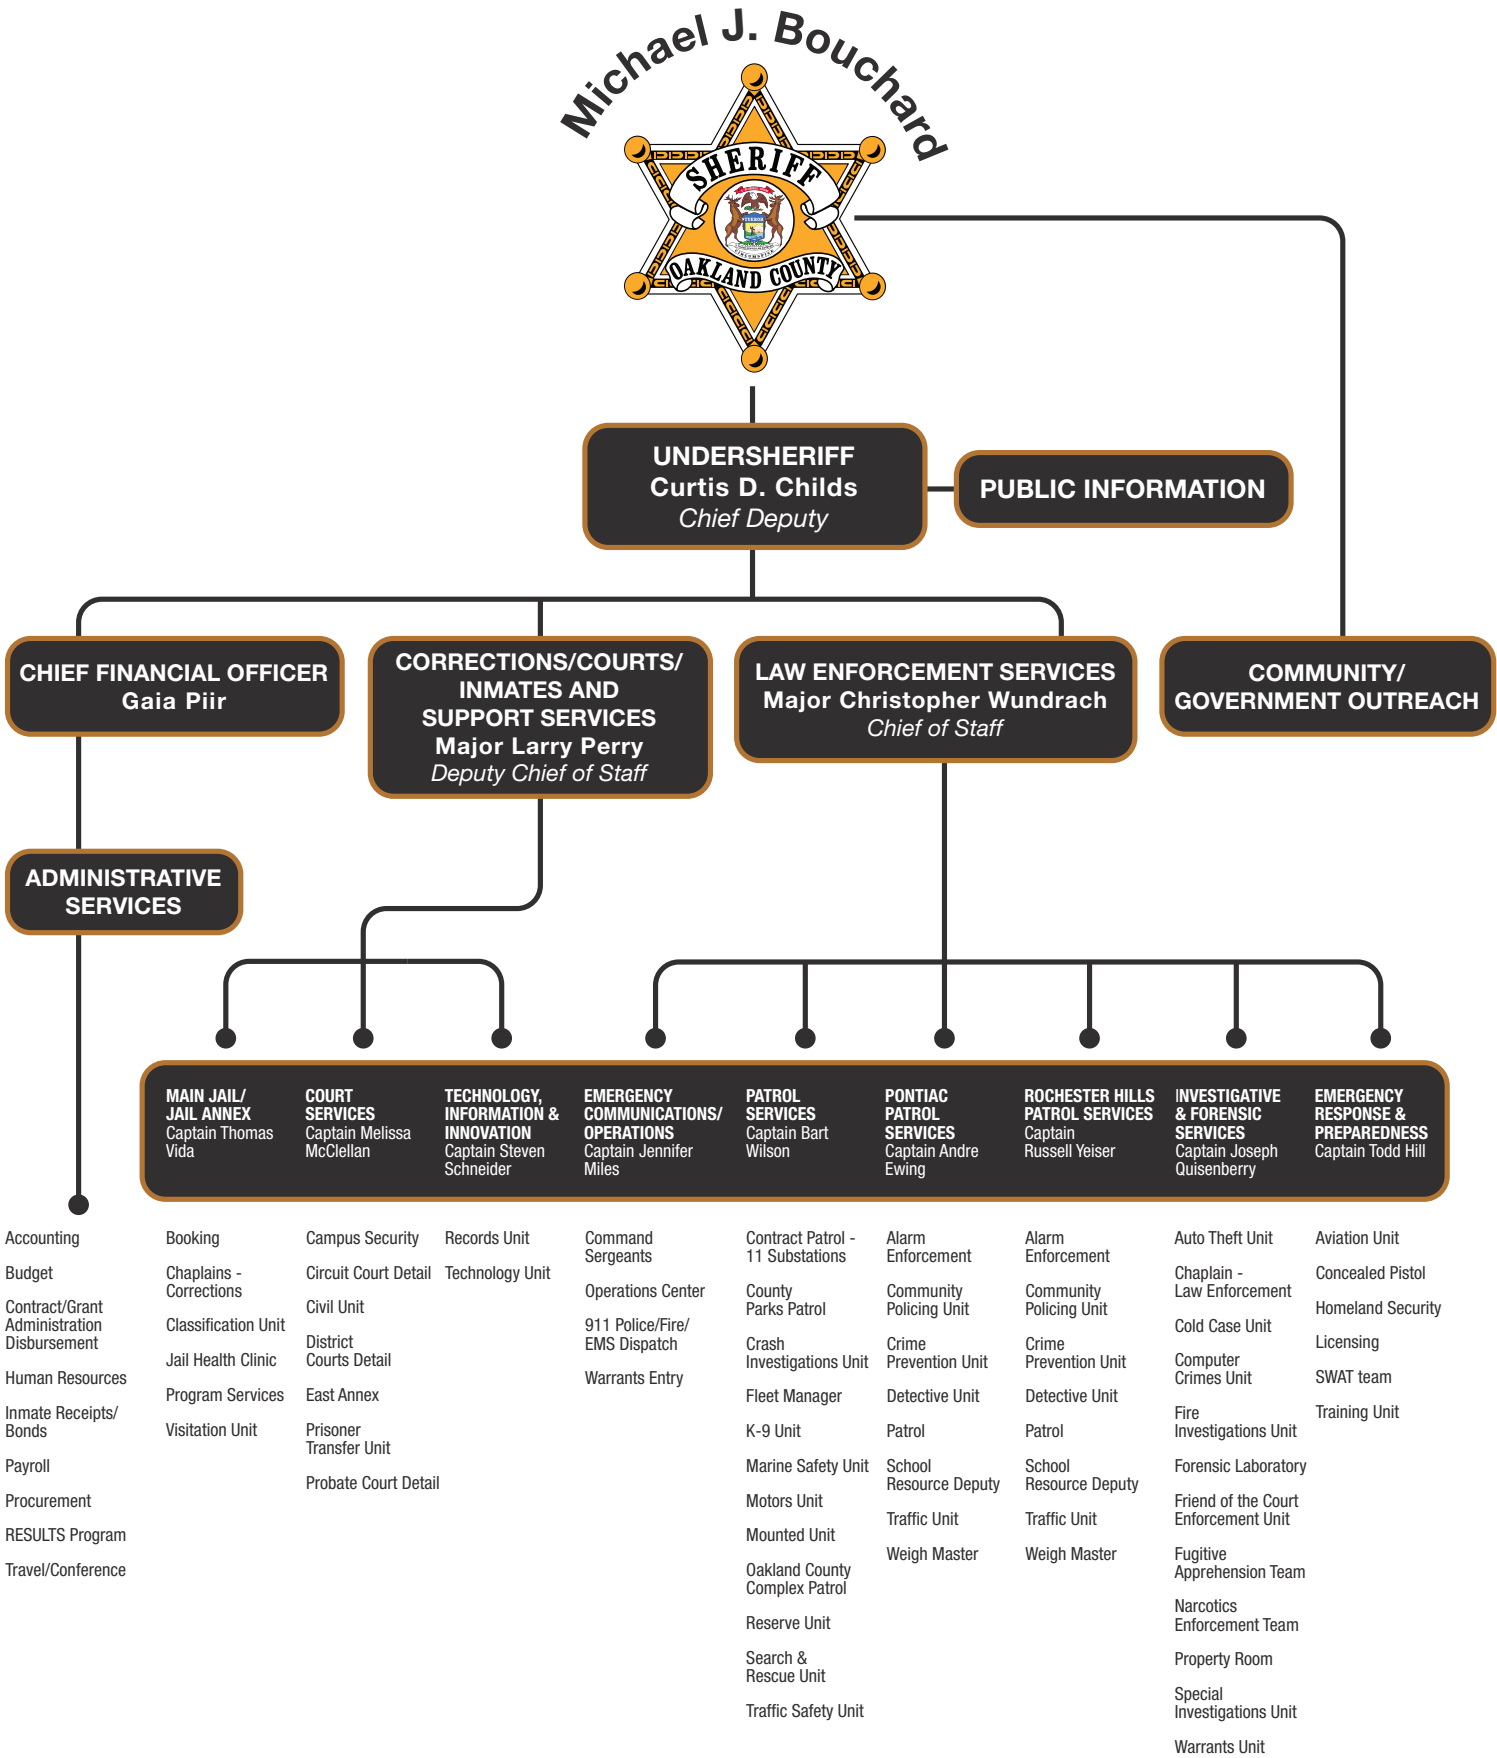 Michael J. Bouchard
SHERIFF
TUEBOR
CIRCUMSPICE
OAKLAND COUNTY
UNDERSHERIFF
Curtis D. Childs
Chief Deputy
PUBLIC INFORMATION
CHIEF FINANCIAL OFFICER
Gaia Piir
CORRECTIONS/COURTS/
INMATES AND
SUPPORT SERVICES
Major Larry Perry
Deputy Chief of Staff
LAW ENFORCEMENT SERVICES
Major Christopher Wundrach
Chief of Staff
COMMUNITY/
GOVERNMENT OUTREACH
ADMINISTRATIVE
SERVICES
MAIN JAIL/
JAIL ANNEX
Captain Thomas
Vida
COURT
SERVICES
Captain Melissa
McClellan
TECHNOLOGY,
INFORMATION &
INNOVATION
Captain Steven
Schneider
EMERGENCY
COMMUNICATIONS/
OPERATIONS
Captain Jennifer
Miles
PATROL
SERVICES
Captain Bart
Wilson
PONTIAC
PATROL
SERVICES
Captain Andre
Ewing
ROCHESTER HILLS
PATROL SERVICES
Captain
Russell Yeiser
INVESTIGATIVE
& FORENSIC
SERVICES
Captain Joseph
Quisenberry
EMERGENCY
RESPONSE &
PREPAREDNESS
Captain Todd Hill
Accounting
Budget
Contract/Grant
Administration
Disbursement
Human Resources
Inmate Receipts/
Bonds
Payroll
Procurement
RESULTS Program
Travel/Conference
Booking
Chaplains -
Corrections
Classification Unit
Jail Health Clinic
Program Services
Visitation Unit
Campus Security
Circuit Court Detail
Civil Unit
District
Courts Detail
East Annex
Prisoner
Transfer Unit
Probate Court Detail
Records Unit
Technology Unit
Command
Sergeants
Operations Center
911 Police/Fire/
EMS Dispatch
Warrants Entry
Contract Patrol -
11 Substations
County
Parks Patrol
Crash
Investigations Unit
Fleet Manager
K-9 Unit
Marine Safety Unit
Motors Unit
Mounted Unit
Oakland County
Complex Patrol
Reserve Unit
Search &
Rescue Unit
Traffic Safety Unit
Alarm
Enforcement
Community
Policing Unit
Crime
Prevention Unit
Detective Unit
Patrol
School
Resource Deputy
Traffic Unit
Weigh Master
Alarm
Enforcement
Community
Policing Unit
Crime
Prevention Unit
Detective Unit
Patrol
School
Resource Deputy
Traffic Unit
Weigh Master
Auto Theft Unit
Chaplain -
Law Enforcement
Cold Case Unit
Computer
Crimes Unit
Fire
Investigations Unit
Forensic Laboratory
Friend of the Court
Enforcement Unit
Fugitive
Apprehension Team
Narcotics
Enforcement Team
Property Room
Special
Investigations Unit
Warrants Unit
Aviation Unit
Concealed Pistol
Homeland Security
Licensing
SWAT team
Training Unit